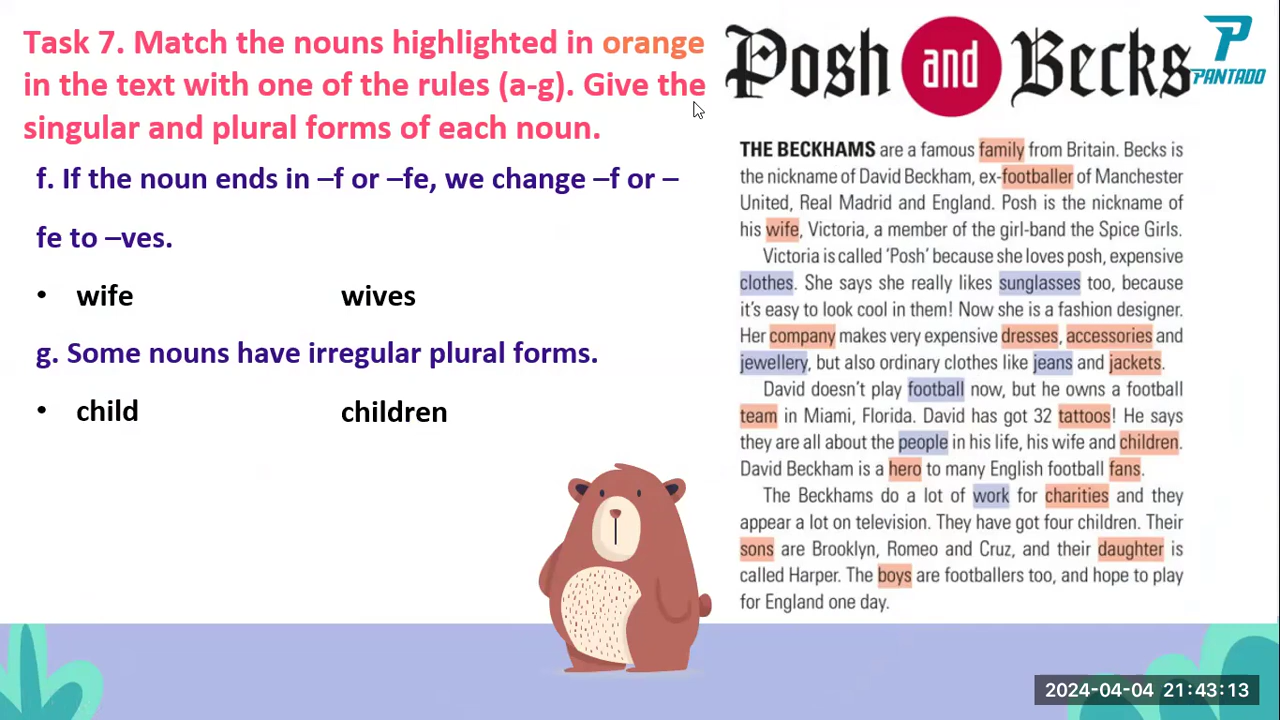 Task 7. Match the nouns highlighted in orange
in the text with one of the rules (a-g). Give the
singular and plural forms of each noun.
f. If the noun ends in –f or –fe, we change –f or –
fe to –ves.
• wife wives
g. Some nouns have irregular plural forms.
• child children
Posh and Becks
PANTADO
THE BECKHAMS are a famous family from Britain. Becks is
the nickname of David Beckham, ex-footballer of Manchester
United, Real Madrid and England. Posh is the nickname of
his wife, Victoria, a member of the girl-band the Spice Girls.
Victoria is called ‘Posh’ because she loves posh, expensive
clothes. She says she really likes sunglasses too, because
it’s easy to look cool in them! Now she is a fashion designer.
Her company makes very expensive dresses, accessories and
jewellery, but also ordinary clothes like jeans and jackets.
David doesn’t play football now, but he owns a football
team in Miami, Florida. David has got 32 tattoos! He says
they are all about the people in his life, his wife and children.
David Beckham is a hero to many English football fans.
The Beckhams do a lot of work for charities and they
appear a lot on television. They have got four children. Their
sons are Brooklyn, Romeo and Cruz, and their daughter is
called Harper. The boys are footballers too, and hope to play
for England one day.
2024-04-04 21:43:13